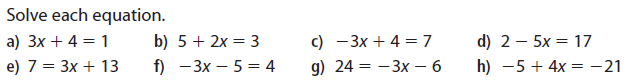 Solve each equation.
a) 3x + 4 = 1 b) 5 + 2x = 3 c) −3x + 4 = 7 d) 2 − 5x = 17
e) 7 = 3x + 13 f) −3x − 5 = 4 g) 24 = −3x − 6 h) −5 + 4x = −21